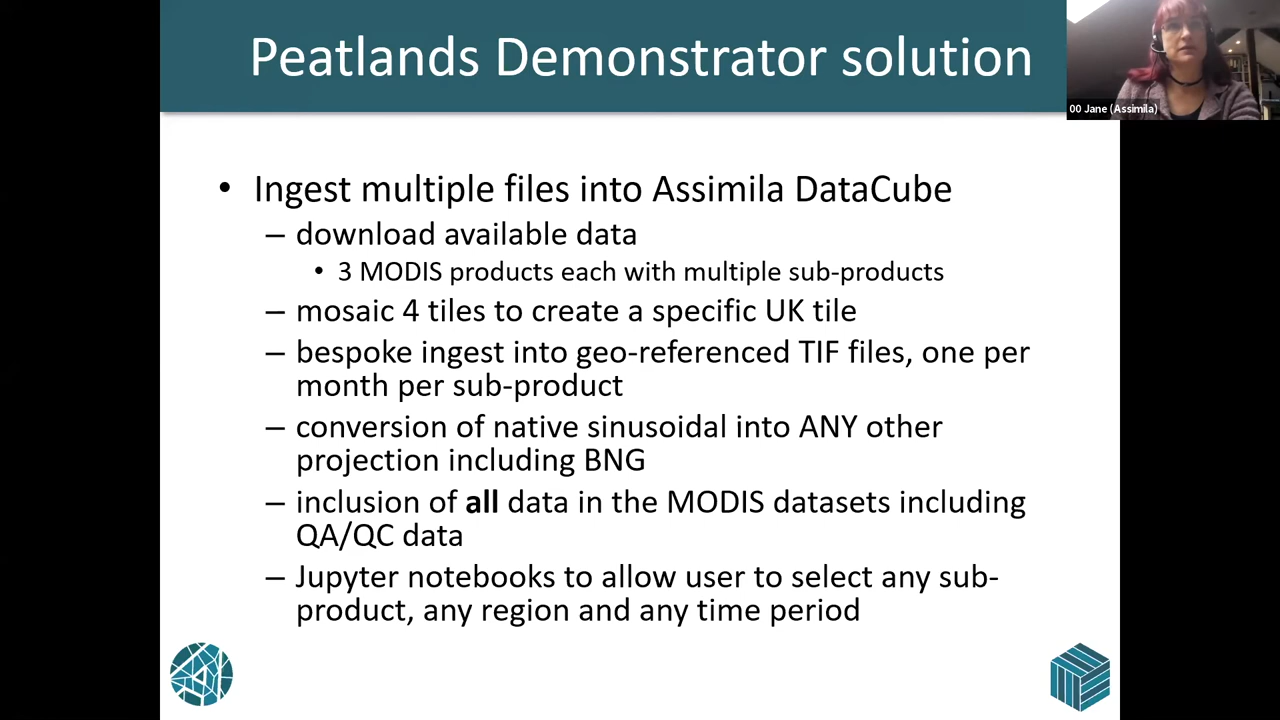 Peatlands Demonstrator solution
00 Jane (Assimila)
• Ingest multiple files into Assimila DataCube
– download available data
• 3 MODIS products each with multiple sub-products
– mosaic 4 tiles to create a specific UK tile
– bespoke ingest into geo-referenced TIF files, one per
month per sub-product
– conversion of native sinusoidal into ANY other
projection including BNG
– inclusion of all data in the MODIS datasets including
QA/QC data
– Jupyter notebooks to allow user to select any sub-
product, any region and any time period